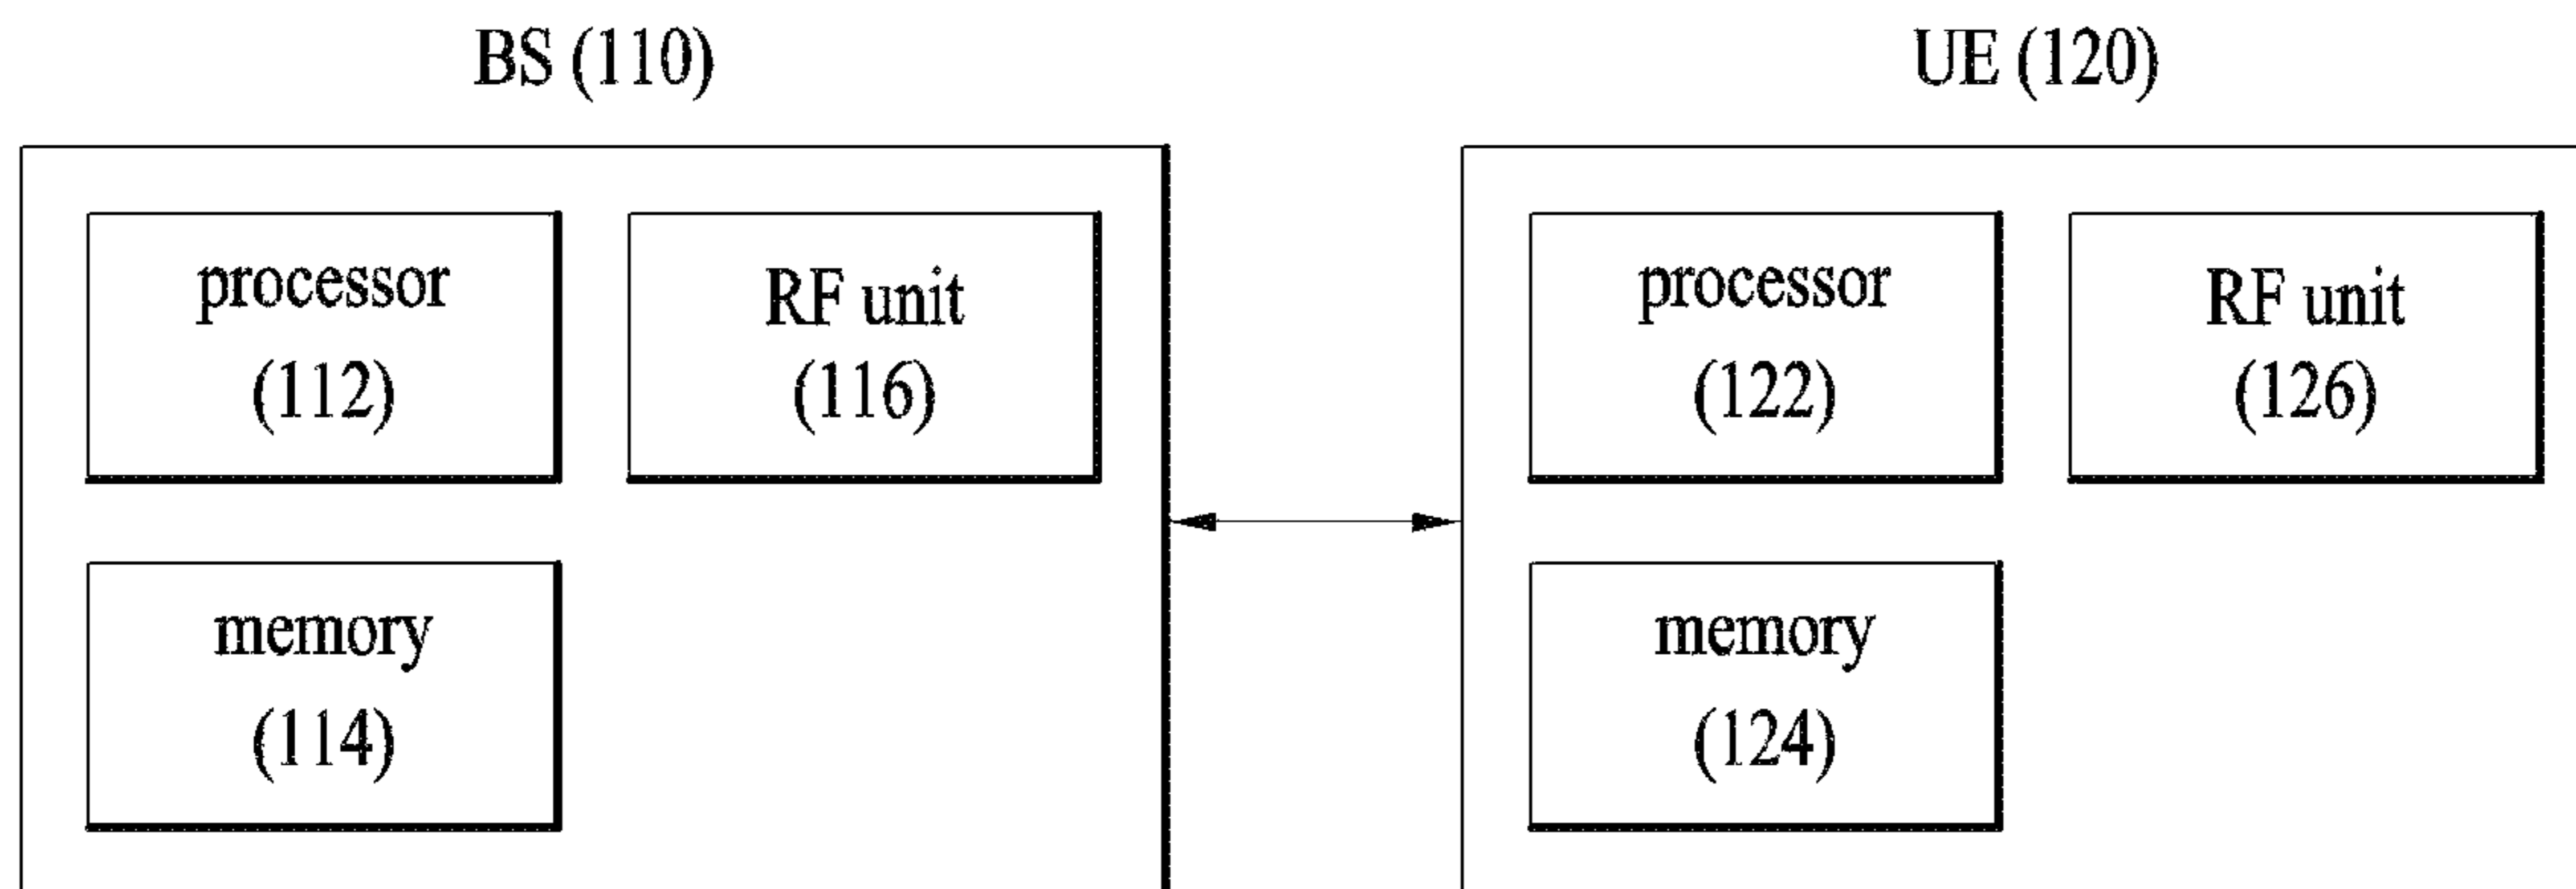 BS (110)
UE (120)
processor
(112)
RF unit
(116)
memory
(114)
processor
(122)
RF unit
(126)
memory
(124)